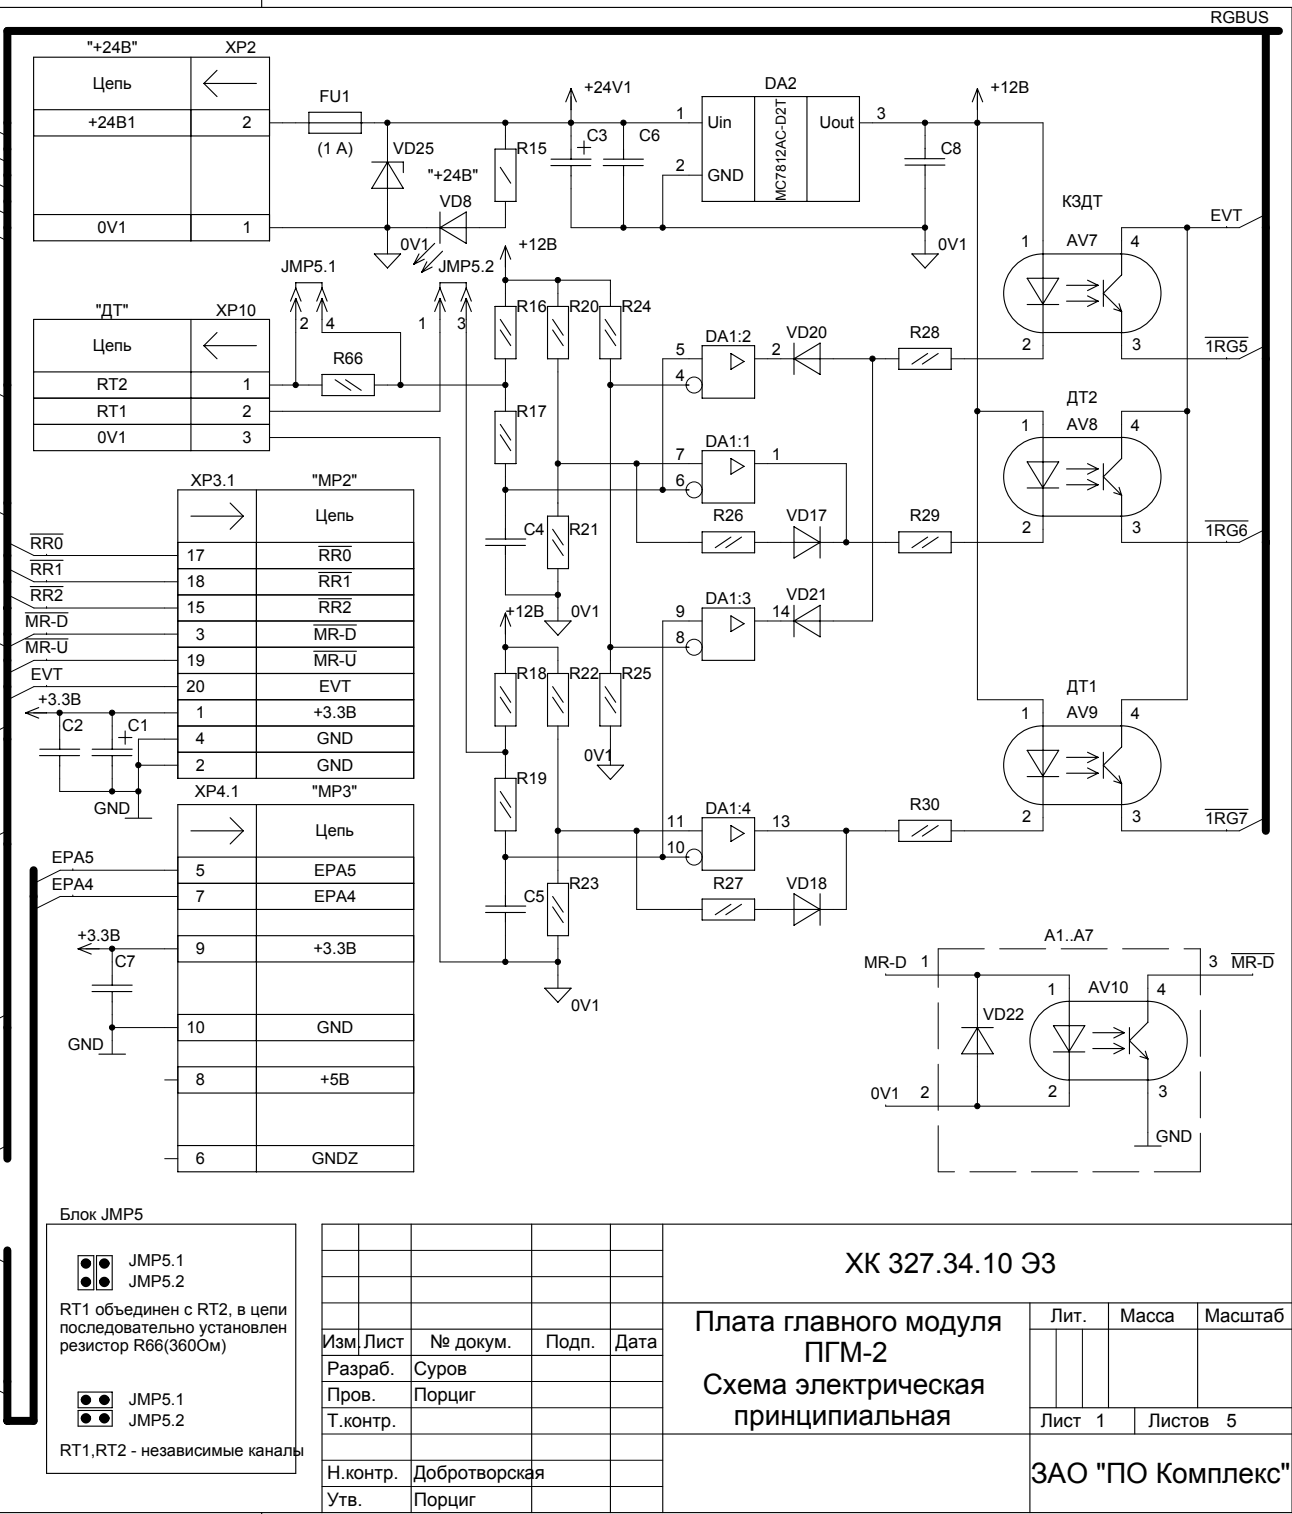 RGBUS
"+24В" XP2
Цепь
+24В1 2
0V1 1
FU1
(1 A)
VD25
"+24В"
VD8
0V1
R15
+24V1
C3
+
C6
DA2
1 Uin Uout 3
2 GND
MC7812AC-D2T
C8
0V1
+12В
КЗДТ
AV7
1 4
2 3
EVT
1RG5
JMP5.1
2 4
JMP5.2
1 3
+12В
"ДТ" XP10
Цепь
RT2 1
RT1 2
0V1 3
R66
R16 R20 R24
R17
DA1:2
5 2
4
VD20
R28
ДТ2
AV8
1 4
2 3
1RG6
DA1:1
7 1
6
R26 VD17 R29
C4 R21
0V1
XP3.1 "MP2"
Цепь
RR0 17 RR0
RR1 18 RR1
RR2 15 RR2
MR-D 3 MR-D
MR-U 19 MR-U
EVT 20 EVT
+3.3В 1 +3.3В
4 GND
2 GND
C2 C1
+
GND
+12В
DA1:3
9 14
8
VD21
R18 R22 R25
0V1
R19
ДТ1
AV9
1 4
2 3
1RG7
DA1:4
11 13
10
R30
R27 VD18
C5 R23
0V1
XP4.1 "MP3"
Цепь
EPA5 5 EPA5
EPA4 7 EPA4
+3.3В 9 +3.3В
C7
10 GND
GND
8 +5В
6 GNDZ
A1..A7
MR-D 1
3 MR-D
AV10
1 4
VD22
0V1 2
2 3
GND
Блок JMP5
JMP5.1
JMP5.2
RT1 объединен с RT2, в цепи
последовательно установлен
резистор R66(360Ом)
JMP5.1
JMP5.2
RT1,RT2 - независимые каналы
ХК 327.34.10 Э3
Плата главного модуля
ПГМ-2
Схема электрическая
принципиальная
Лит. Масса Масштаб
Изм. Лист № докум. Подп. Дата
Разраб. Суров
Пров. Порциг
Т.контр.
Лист 1 Листов 5
Н.контр. Добротворская
Утв. Порциг
ЗАО "ПО Комплекс"